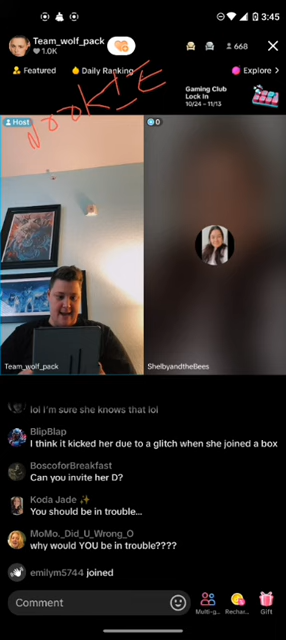 3:45
Team_wolf_pack
1.0K
668
Featured
Daily Ranking
Explore >
NOOKIE
Gaming Club
Lock In
10/24 – 11/13
Host
0
Team_wolf_pack
ShelbyandtheBees
lol I'm sure she knows that lol
BlipBlap
I think it kicked her due to a glitch when she joined a box
BoscoforBreakfast
Can you invite her D?
Koda Jade ✨
You should be in trouble...
MoMo._Did_U_Wrong_O
why would YOU be in trouble????
emilym5744 joined
Comment
Multi-g...
Rechar...
Gift